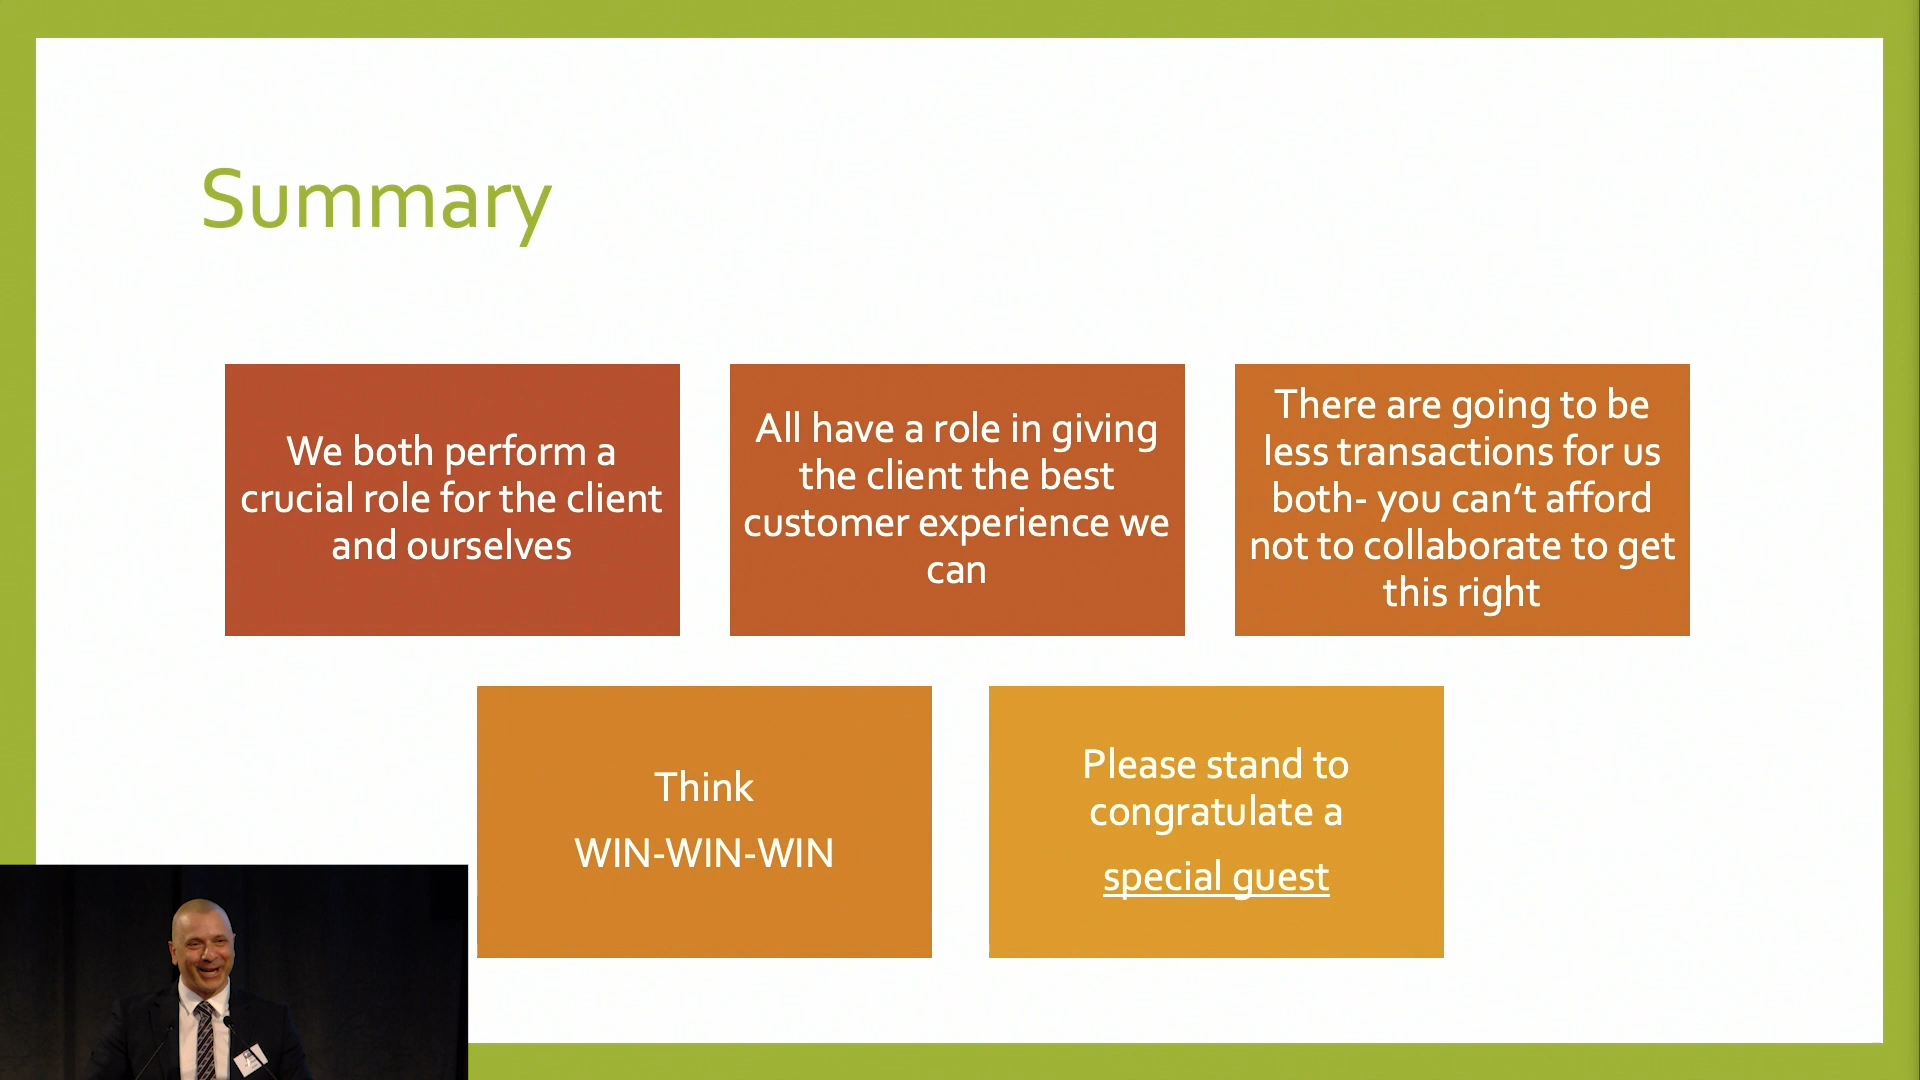 Summary
We both perform a
crucial role for the client
and ourselves
All have a role in giving
the client the best
customer experience we
can
There are going to be
less transactions for us
both- you can’t afford
not to collaborate to get
this right
Think
WIN-WIN-WIN
Please stand to
congratulate a
special guest